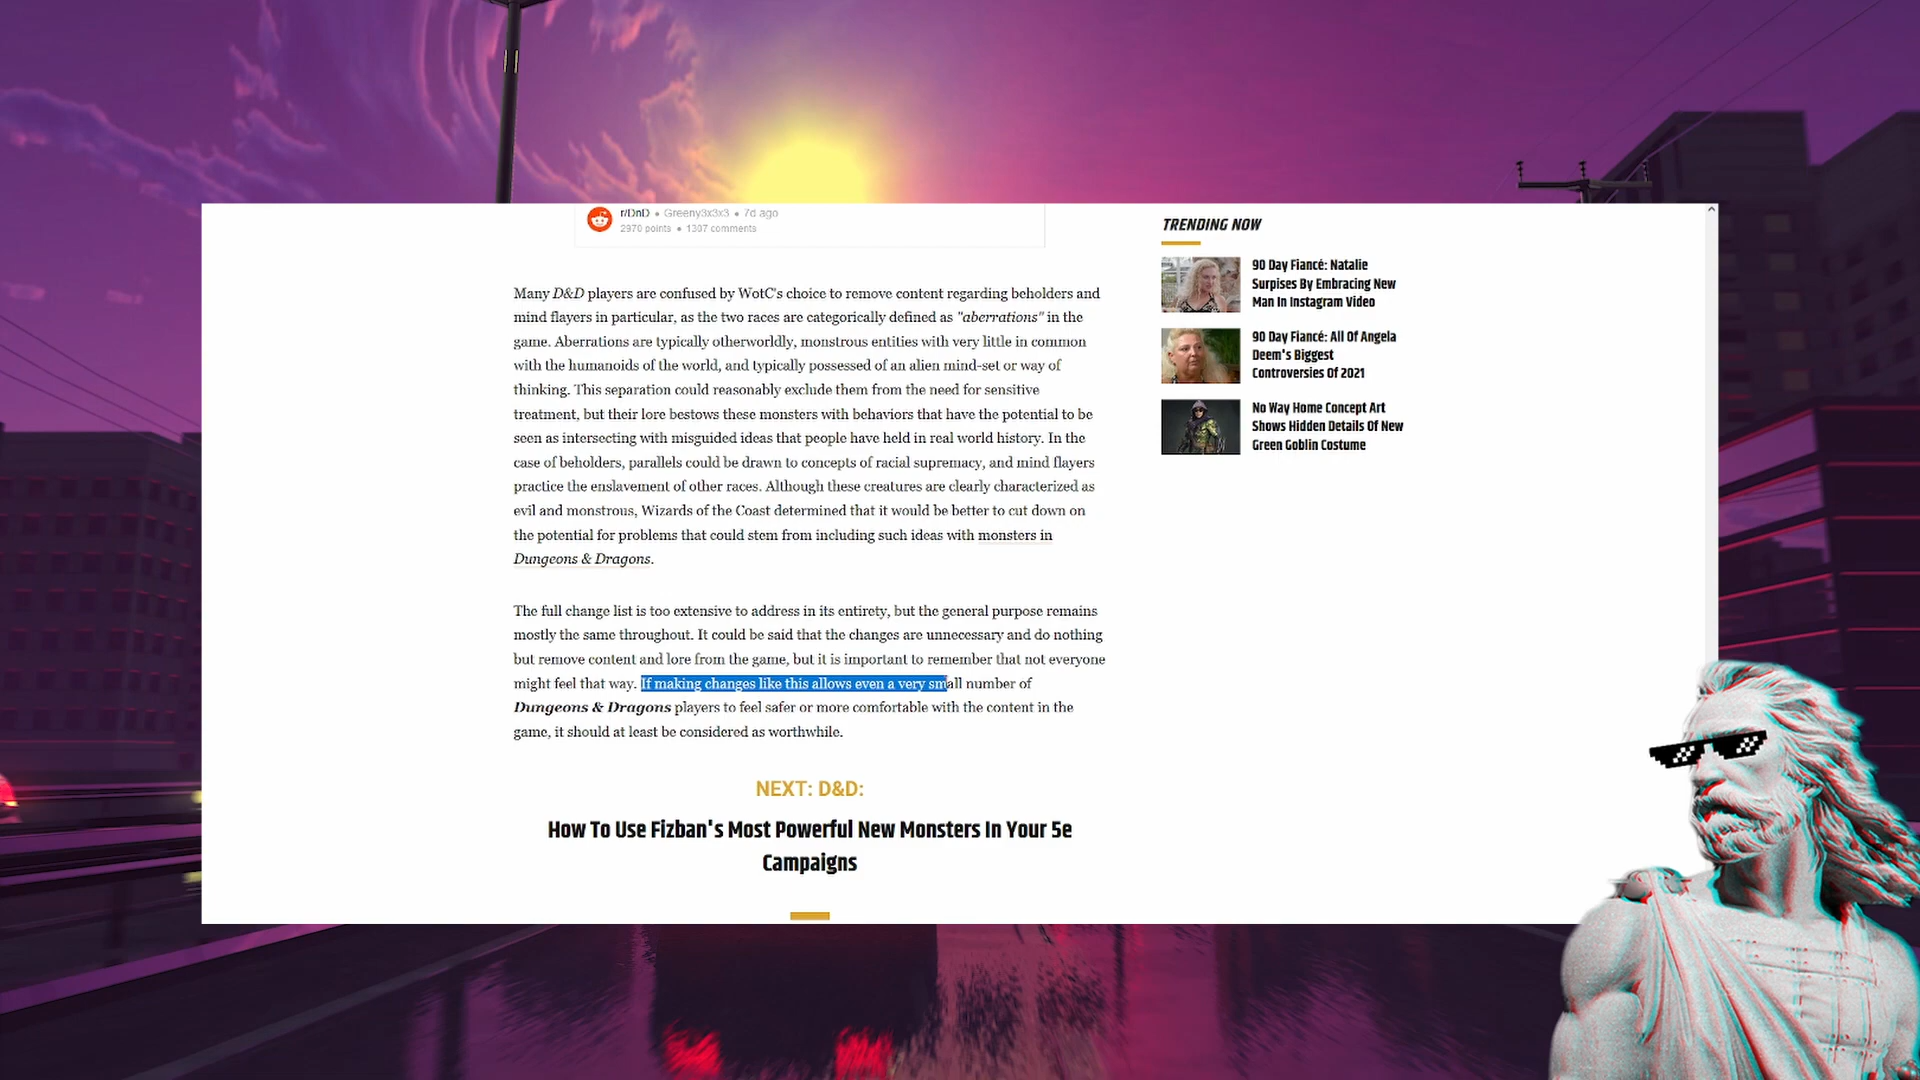 r/DnD • Greeny3x3x3 • 7d ago
2970 points • 1307 comments
Many D&D players are confused by WotC's choice to remove content regarding beholders and
mind flayers in particular, as the two races are categorically defined as "aberrations" in the
game. Aberrations are typically otherworldly, monstrous entities with very little in common
with the humanoids of the world, and typically possessed of an alien mind-set or way of
thinking. This separation could reasonably exclude them from the need for sensitive
treatment, but their lore bestows these monsters with behaviors that have the potential to be
seen as intersecting with misguided ideas that people have held in real world history. In the
case of beholders, parallels could be drawn to concepts of racial supremacy, and mind flayers
practice the enslavement of other races. Although these creatures are clearly characterized as
evil and monstrous, Wizards of the Coast determined that it would be better to cut down on
the potential for problems that could stem from including such ideas with monsters in
Dungeons & Dragons.
The full change list is too extensive to address in its entirety, but the general purpose remains
mostly the same throughout. It could be said that the changes are unnecessary and do nothing
but remove content and lore from the game, but it is important to remember that not everyone
might feel that way. If making changes like this allows even a very small number of
Dungeons & Dragons players to feel safer or more comfortable with the content in the
game, it should at least be considered as worthwhile.
NEXT: D&D:
How To Use Fizban's Most Powerful New Monsters In Your 5e
Campaigns
TRENDING NOW
90 Day Fiancé: Natalie
Surpises By Embracing New
Man In Instagram Video
90 Day Fiancé: All Of Angela
Deem's Biggest
Controversies Of 2021
No Way Home Concept Art
Shows Hidden Details Of New
Green Goblin Costume